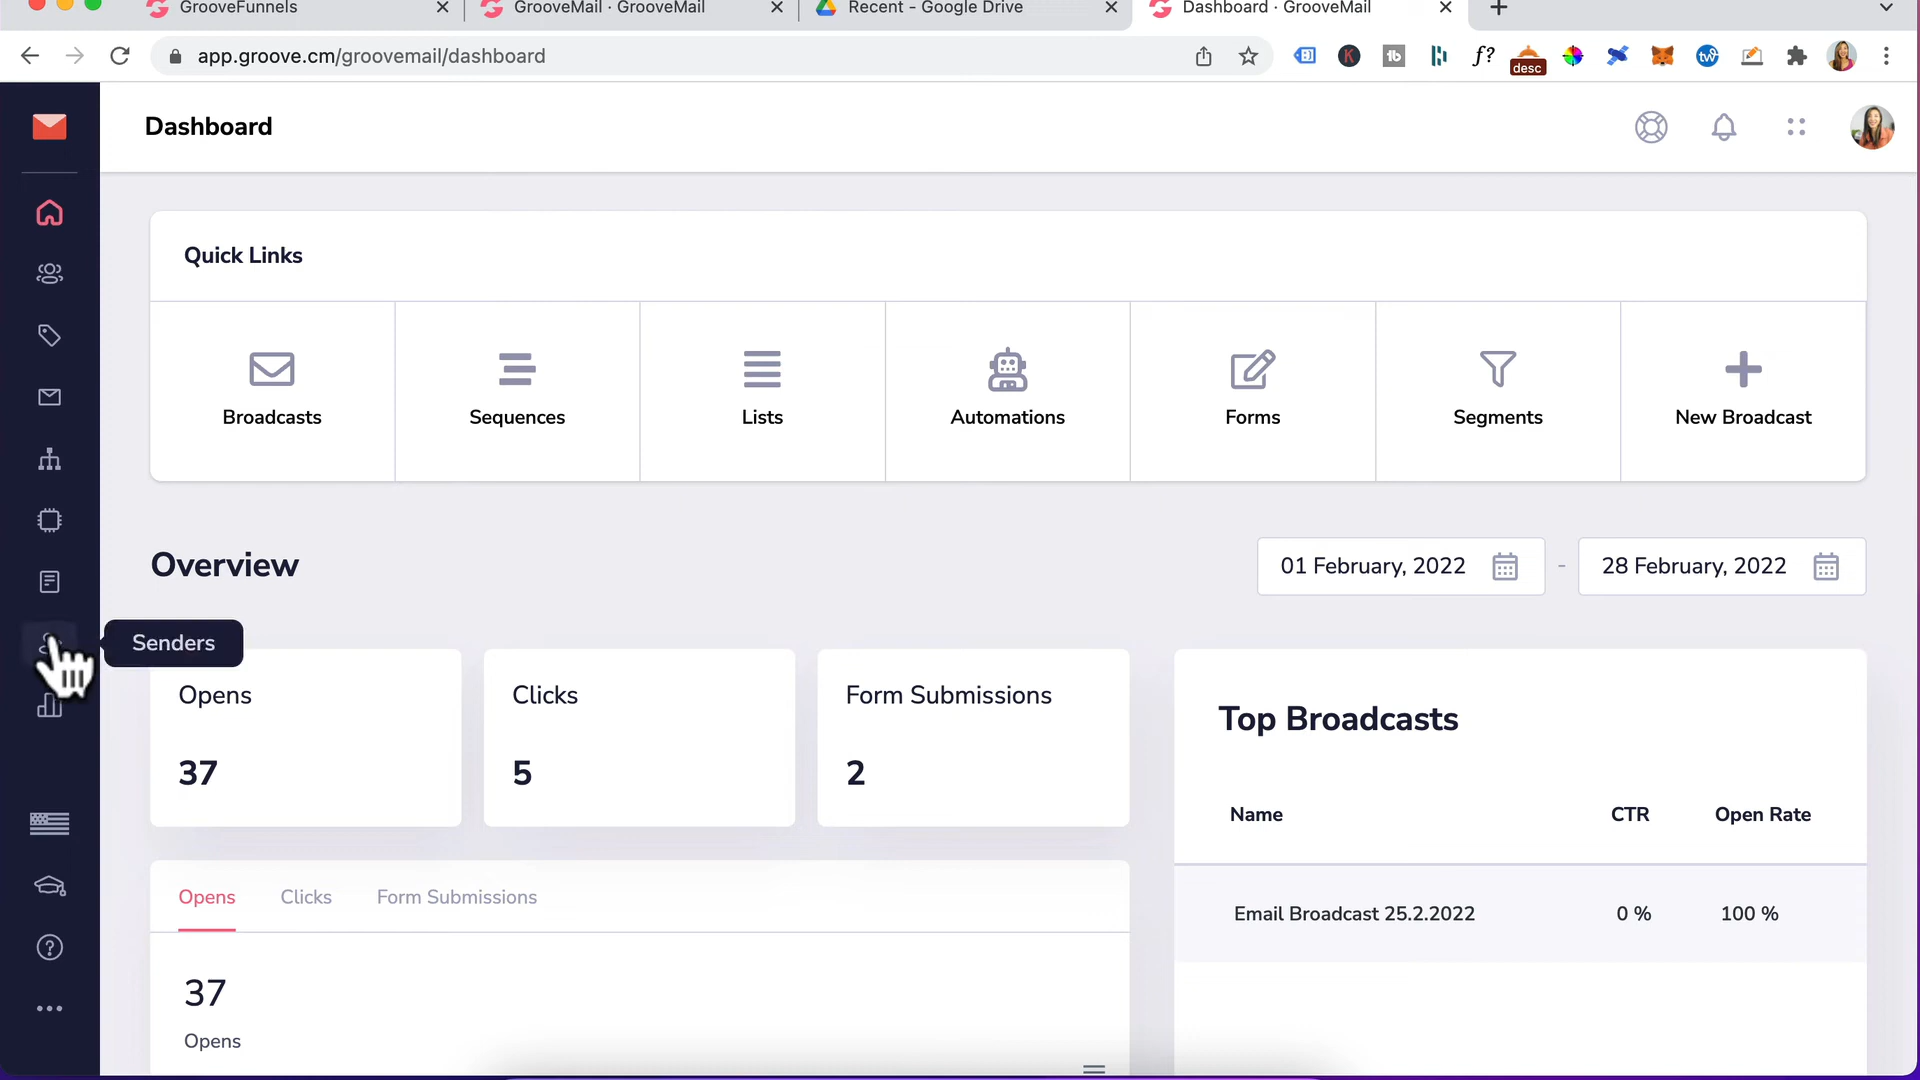 GrooveFunnels
GrooveMail · GrooveMail
Recent - Google Drive
Dashboard · GrooveMail
app.groove.cm/groovemail/dashboard
K
tb
f?
desc
tw
Dashboard
Quick Links
Broadcasts
Sequences
Lists
Automations
Forms
Segments
New Broadcast
Overview
01 February, 2022
-
28 February, 2022
Senders
Opens
37
Clicks
5
Form Submissions
2
Top Broadcasts
Name
CTR
Open Rate
Email Broadcast 25.2.2022
0 %
100 %
Opens
Clicks
Form Submissions
37
Opens